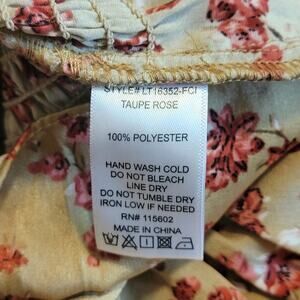 STYLE# LT16352-FCI
TAUPE ROSE
100% POLYESTER
HAND WASH COLD
DO NOT BLEACH
LINE DRY
DO NOT TUMBLE DRY
IRON LOW IF NEEDED
RN# 115602
MADE IN CHINA